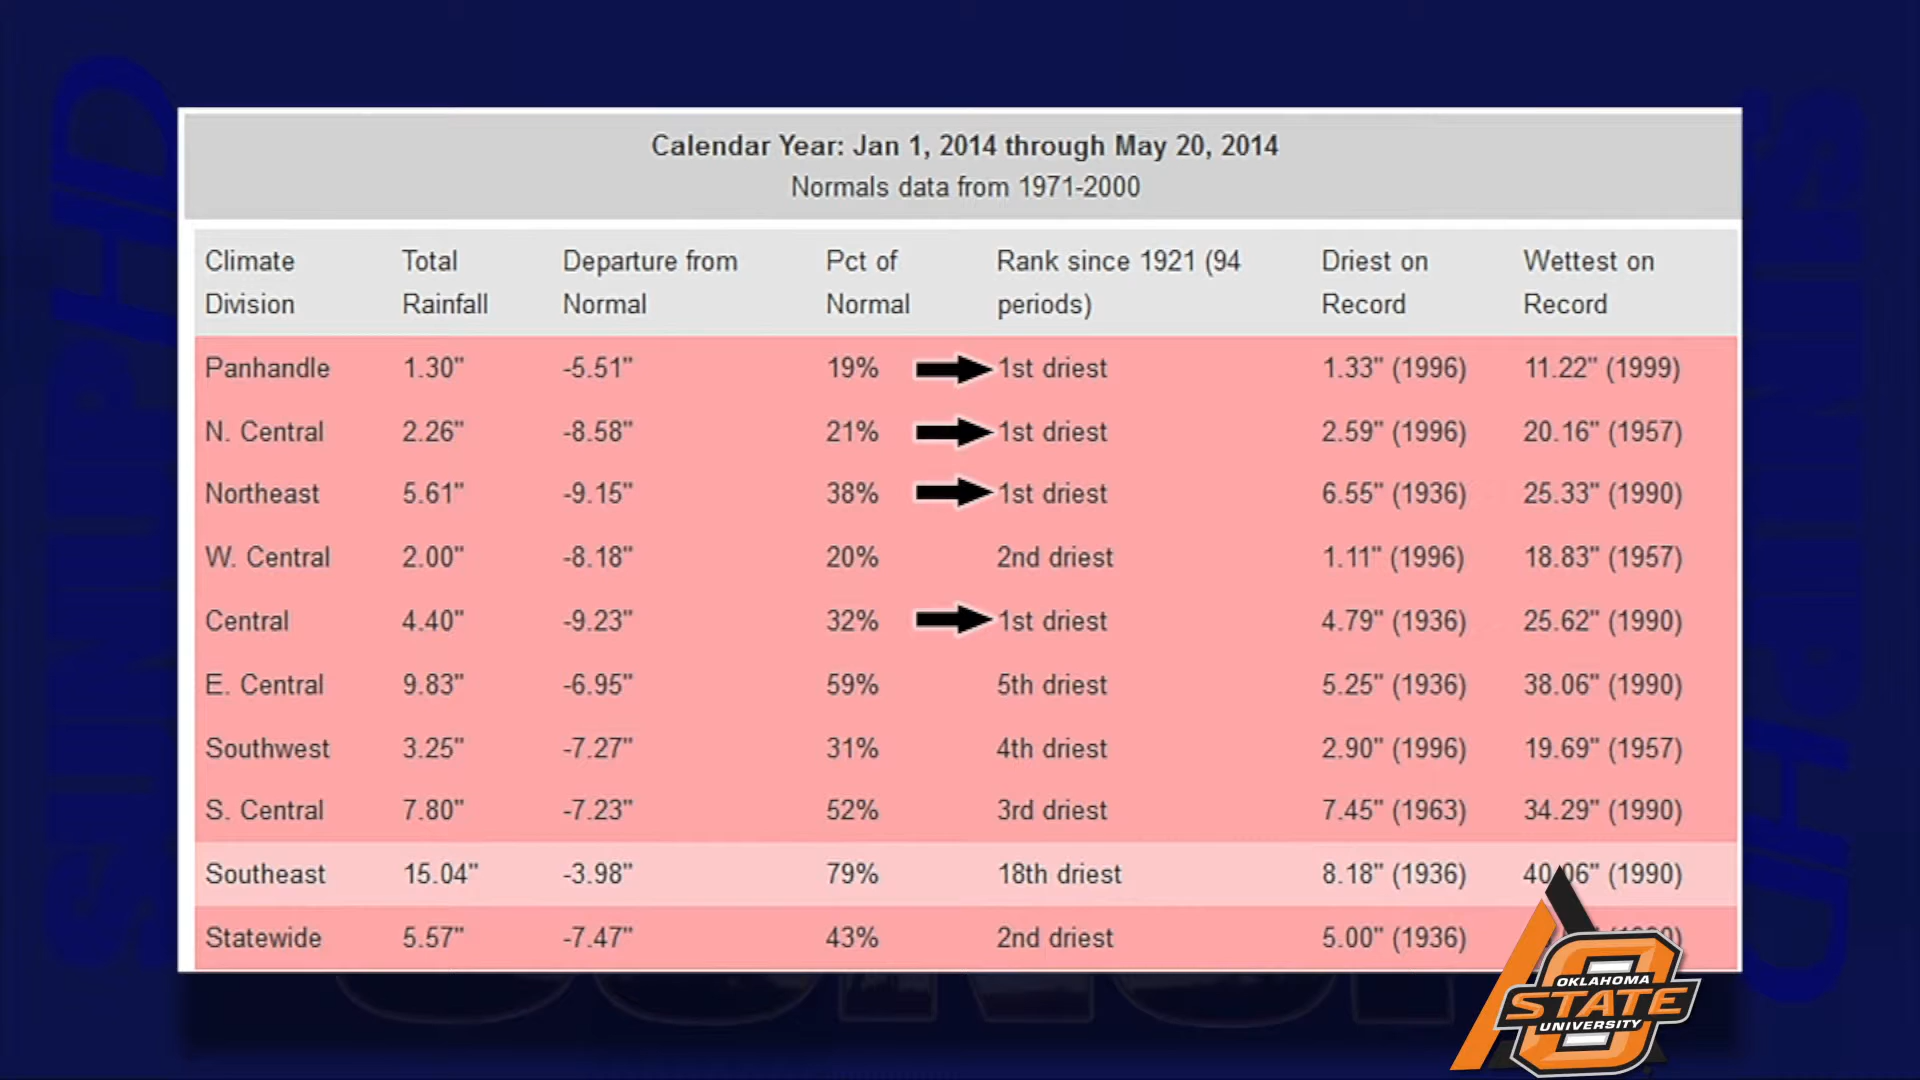 Calendar Year: Jan 1, 2014 through May 20, 2014
Normals data from 1971-2000
Climate Division Total Rainfall Departure from Normal Pct of Normal Rank since 1921 (94 periods) Driest on Record Wettest on Record
Panhandle 1.30" -5.51" 19% 1st driest 1.33" (1996) 11.22" (1999)
N. Central 2.26" -8.58" 21% 1st driest 2.59" (1996) 20.16" (1957)
Northeast 5.61" -9.15" 38% 1st driest 6.55" (1936) 25.33" (1990)
W. Central 2.00" -8.18" 20% 2nd driest 1.11" (1996) 18.83" (1957)
Central 4.40" -9.23" 32% 1st driest 4.79" (1936) 25.62" (1990)
E. Central 9.83" -6.95" 59% 5th driest 5.25" (1936) 38.06" (1990)
Southwest 3.25" -7.27" 31% 4th driest 2.90" (1996) 19.69" (1957)
S. Central 7.80" -7.23" 52% 3rd driest 7.45" (1963) 34.29" (1990)
Southeast 15.04" -3.98" 79% 18th driest 8.18" (1936) 40.06" (1990)
Statewide 5.57" -7.47" 43% 2nd driest 5.00" (1936)
OKLAHOMA
STATE
UNIVERSITY